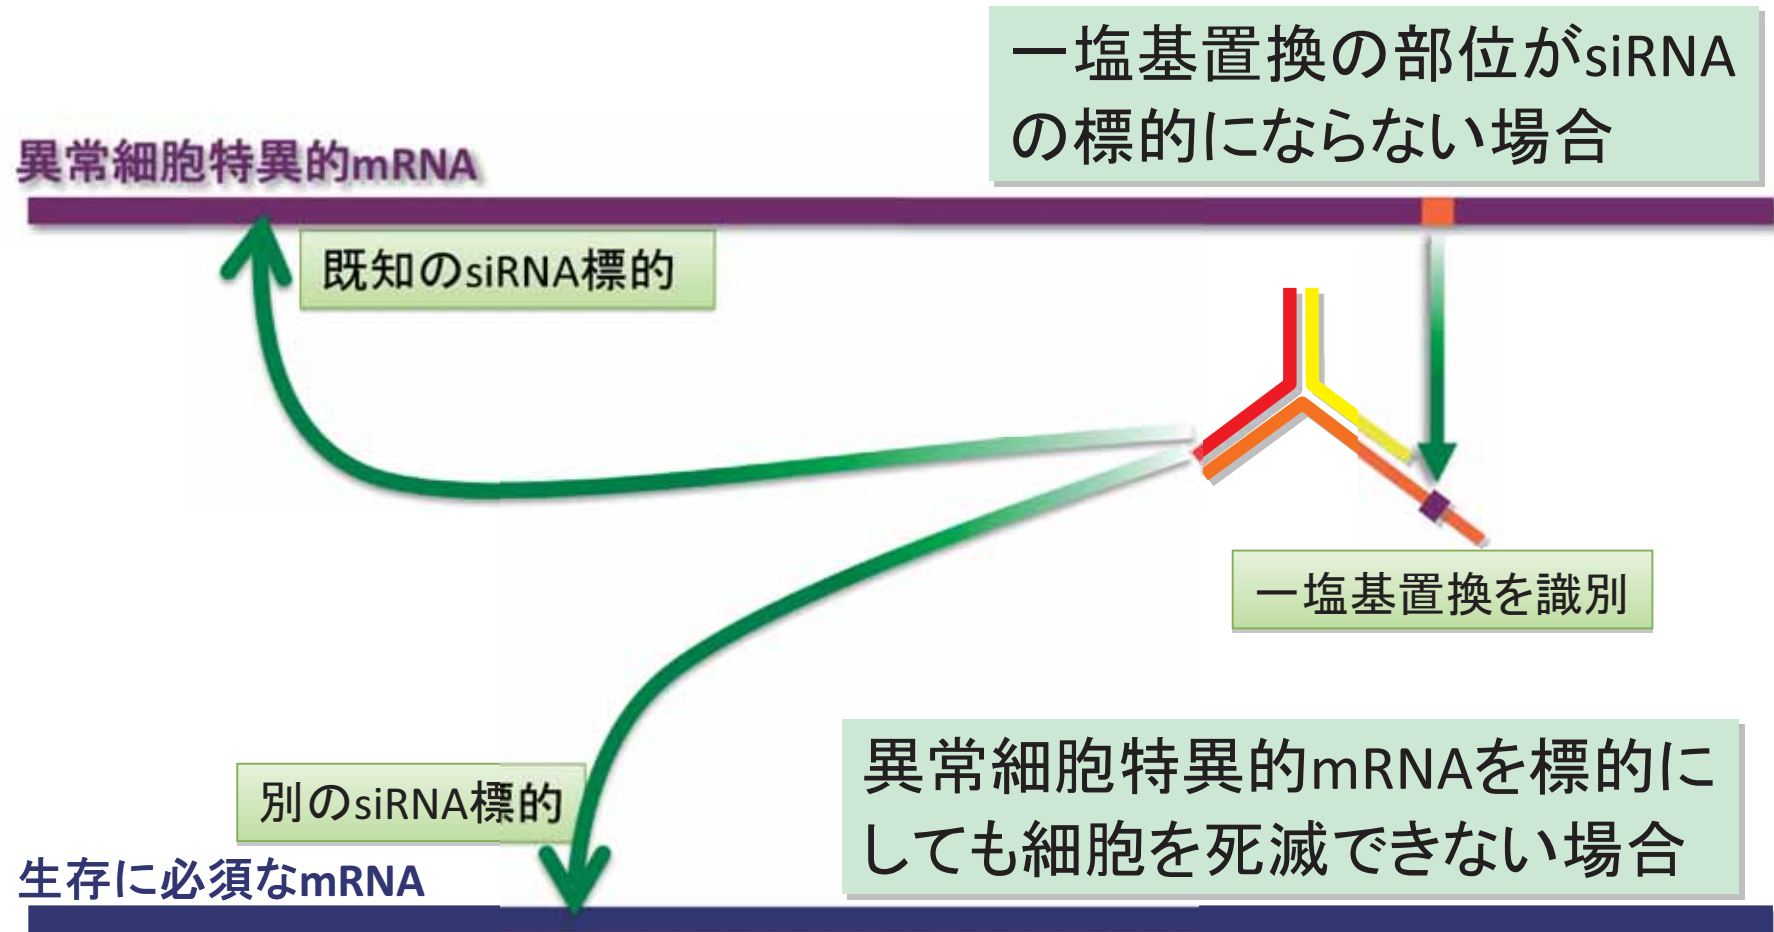 一塩基置換の部位がsiRNA
の標的にならない場合
異常細胞特異的mRNA
既知のsiRNA標的
一塩基置換を識別
別のsiRNA標的
異常細胞特異的mRNAを標的に
しても細胞を死滅できない場合
生存に必須なmRNA